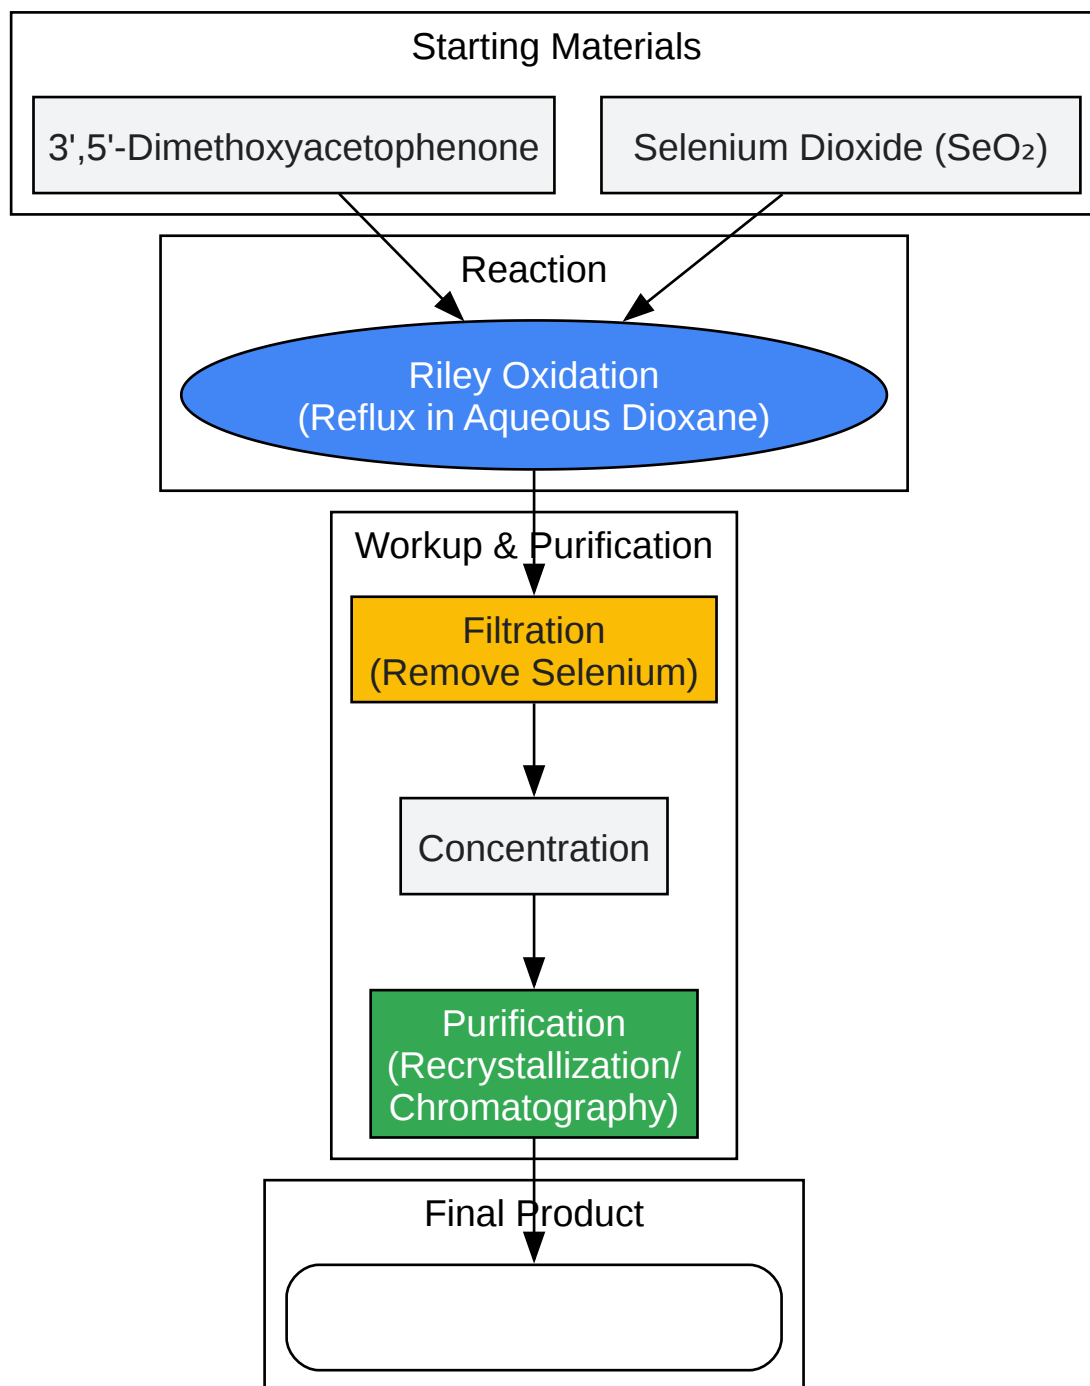 Starting Materials
3',5'-Dimethoxyacetophenone
Selenium Dioxide (SeO₂)
Reaction
Riley Oxidation
(Reflux in Aqueous Dioxane)
Workup & Purification
Filtration
(Remove Selenium)
Concentration
Purification
(Recrystallization/
Chromatography)
Final Product